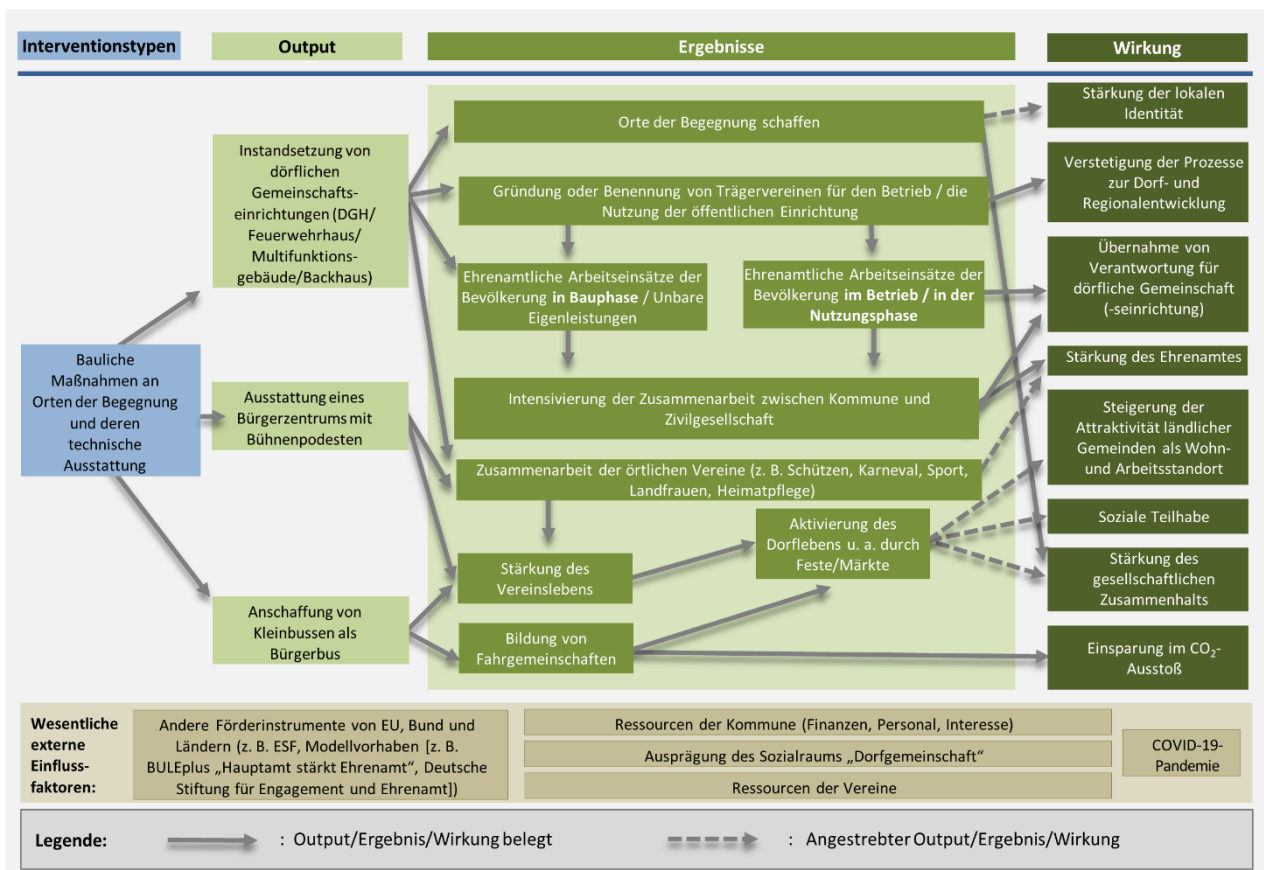 Interventionstypen
Output
Ergebnisse
Wirkung
Bauliche
Maßnahmen an
Orten der Begegnung
und deren
technische
Ausstattung
Instandsetzung von
dörflichen
Gemeinschafts-
einrichtungen (DGH/
Feuerwehrhaus/
Multifunktions-
gebäude/Backhaus)
Ausstattung eines
Bürgerzentrums mit
Bühnenpodesten
Anschaffung von
Kleinbussen als
Bürgerbus
Orte der Begegnung schaffen
Gründung oder Benennung von Trägervereinen für den Betrieb / die
Nutzung der öffentlichen Einrichtung
Ehrenamtliche Arbeitseinsätze der
Bevölkerung in Bauphase / Unbare
Eigenleistungen
Ehrenamtliche Arbeitseinsätze der
Bevölkerung im Betrieb / in der
Nutzungsphase
Intensivierung der Zusammenarbeit zwischen Kommune und
Zivilgesellschaft
Zusammenarbeit der örtlichen Vereine (z. B. Schützen, Karneval, Sport,
Landfrauen, Heimatpflege)
Aktivierung des
Dorflebens u. a. durch
Feste/Märkte
Stärkung des
Vereinslebens
Bildung von
Fahrgemeinschaften
Stärkung der lokalen
Identität
Verstetigung der Prozesse
zur Dorf- und
Regionalentwicklung
Übernahme von
Verantwortung für
dörfliche Gemeinschaft
(-seinrichtung)
Stärkung des Ehrenamtes
Steigerung der
Attraktivität ländlicher
Gemeinden als Wohn-
und Arbeitsstandort
Soziale Teilhabe
Stärkung des
gesellschaftlichen
Zusammenhalts
Einsparung im CO₂-
Ausstoß
Wesentliche
externe
Einfluss-
faktoren:
Andere Förderinstrumente von EU, Bund und
Ländern (z. B. ESF, Modellvorhaben [z. B.
BULEplus „Hauptamt stärkt Ehrenamt“, Deutsche
Stiftung für Engagement und Ehrenamt])
Ressourcen der Kommune (Finanzen, Personal, Interesse)
Ausprägung des Sozialraums „Dorfgemeinschaft“
Ressourcen der Vereine
COVID-19-
Pandemie
Legende:
: Output/Ergebnis/Wirkung belegt
: Angestrebter Output/Ergebnis/Wirkung